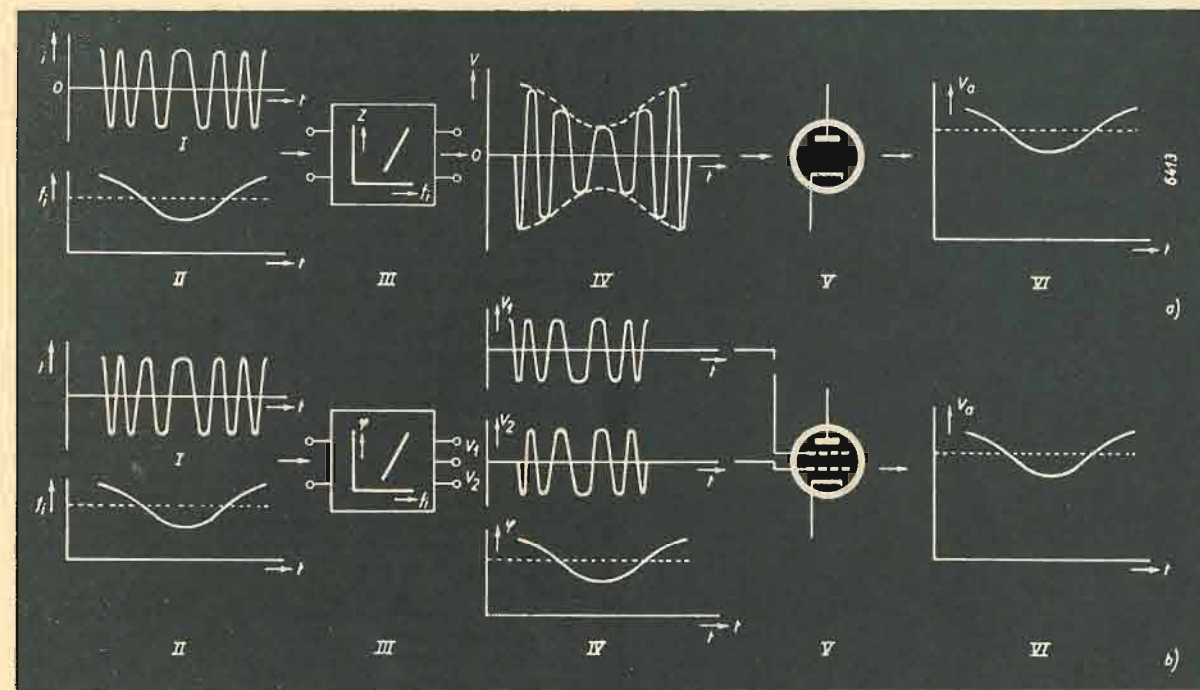 i
0
t
I
f_i
t
II
Z
f_i
III
V
0
t
IV
V
V_a
t
VI
6413
a)
i
t
I
f_i
t
II
φ
f_i
V_1
V_2
III
V_1
t
V_2
t
φ
t
t
IV
V
V_a
t
VI
b)